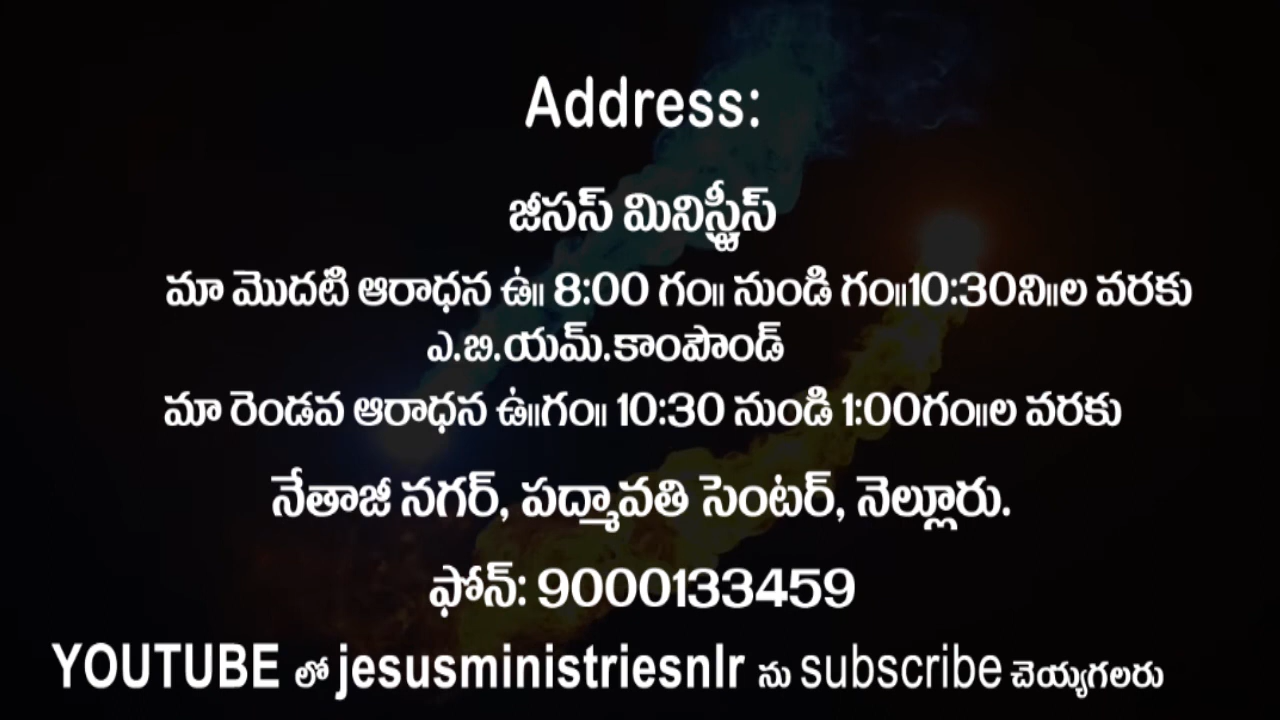 Address:
జీసస్ మినిస్ట్రీస్
మా మొదటి ఆరాధన ఉ॥ 8:00 గం॥ నుండి గం॥10:30ని॥ల వరకు
ఎ.బి.యమ్.కాంపౌండ్
మా రెండవ ఆరాధన ఉ॥గం॥ 10:30 నుండి 1:00గం॥ల వరకు
నేతాజీ నగర్, పద్మావతి సెంటర్, నెల్లూరు.
ఫోన్: 9000133459
YOUTUBE లో jesusministriesnlr ను subscribe చెయ్యగలరు